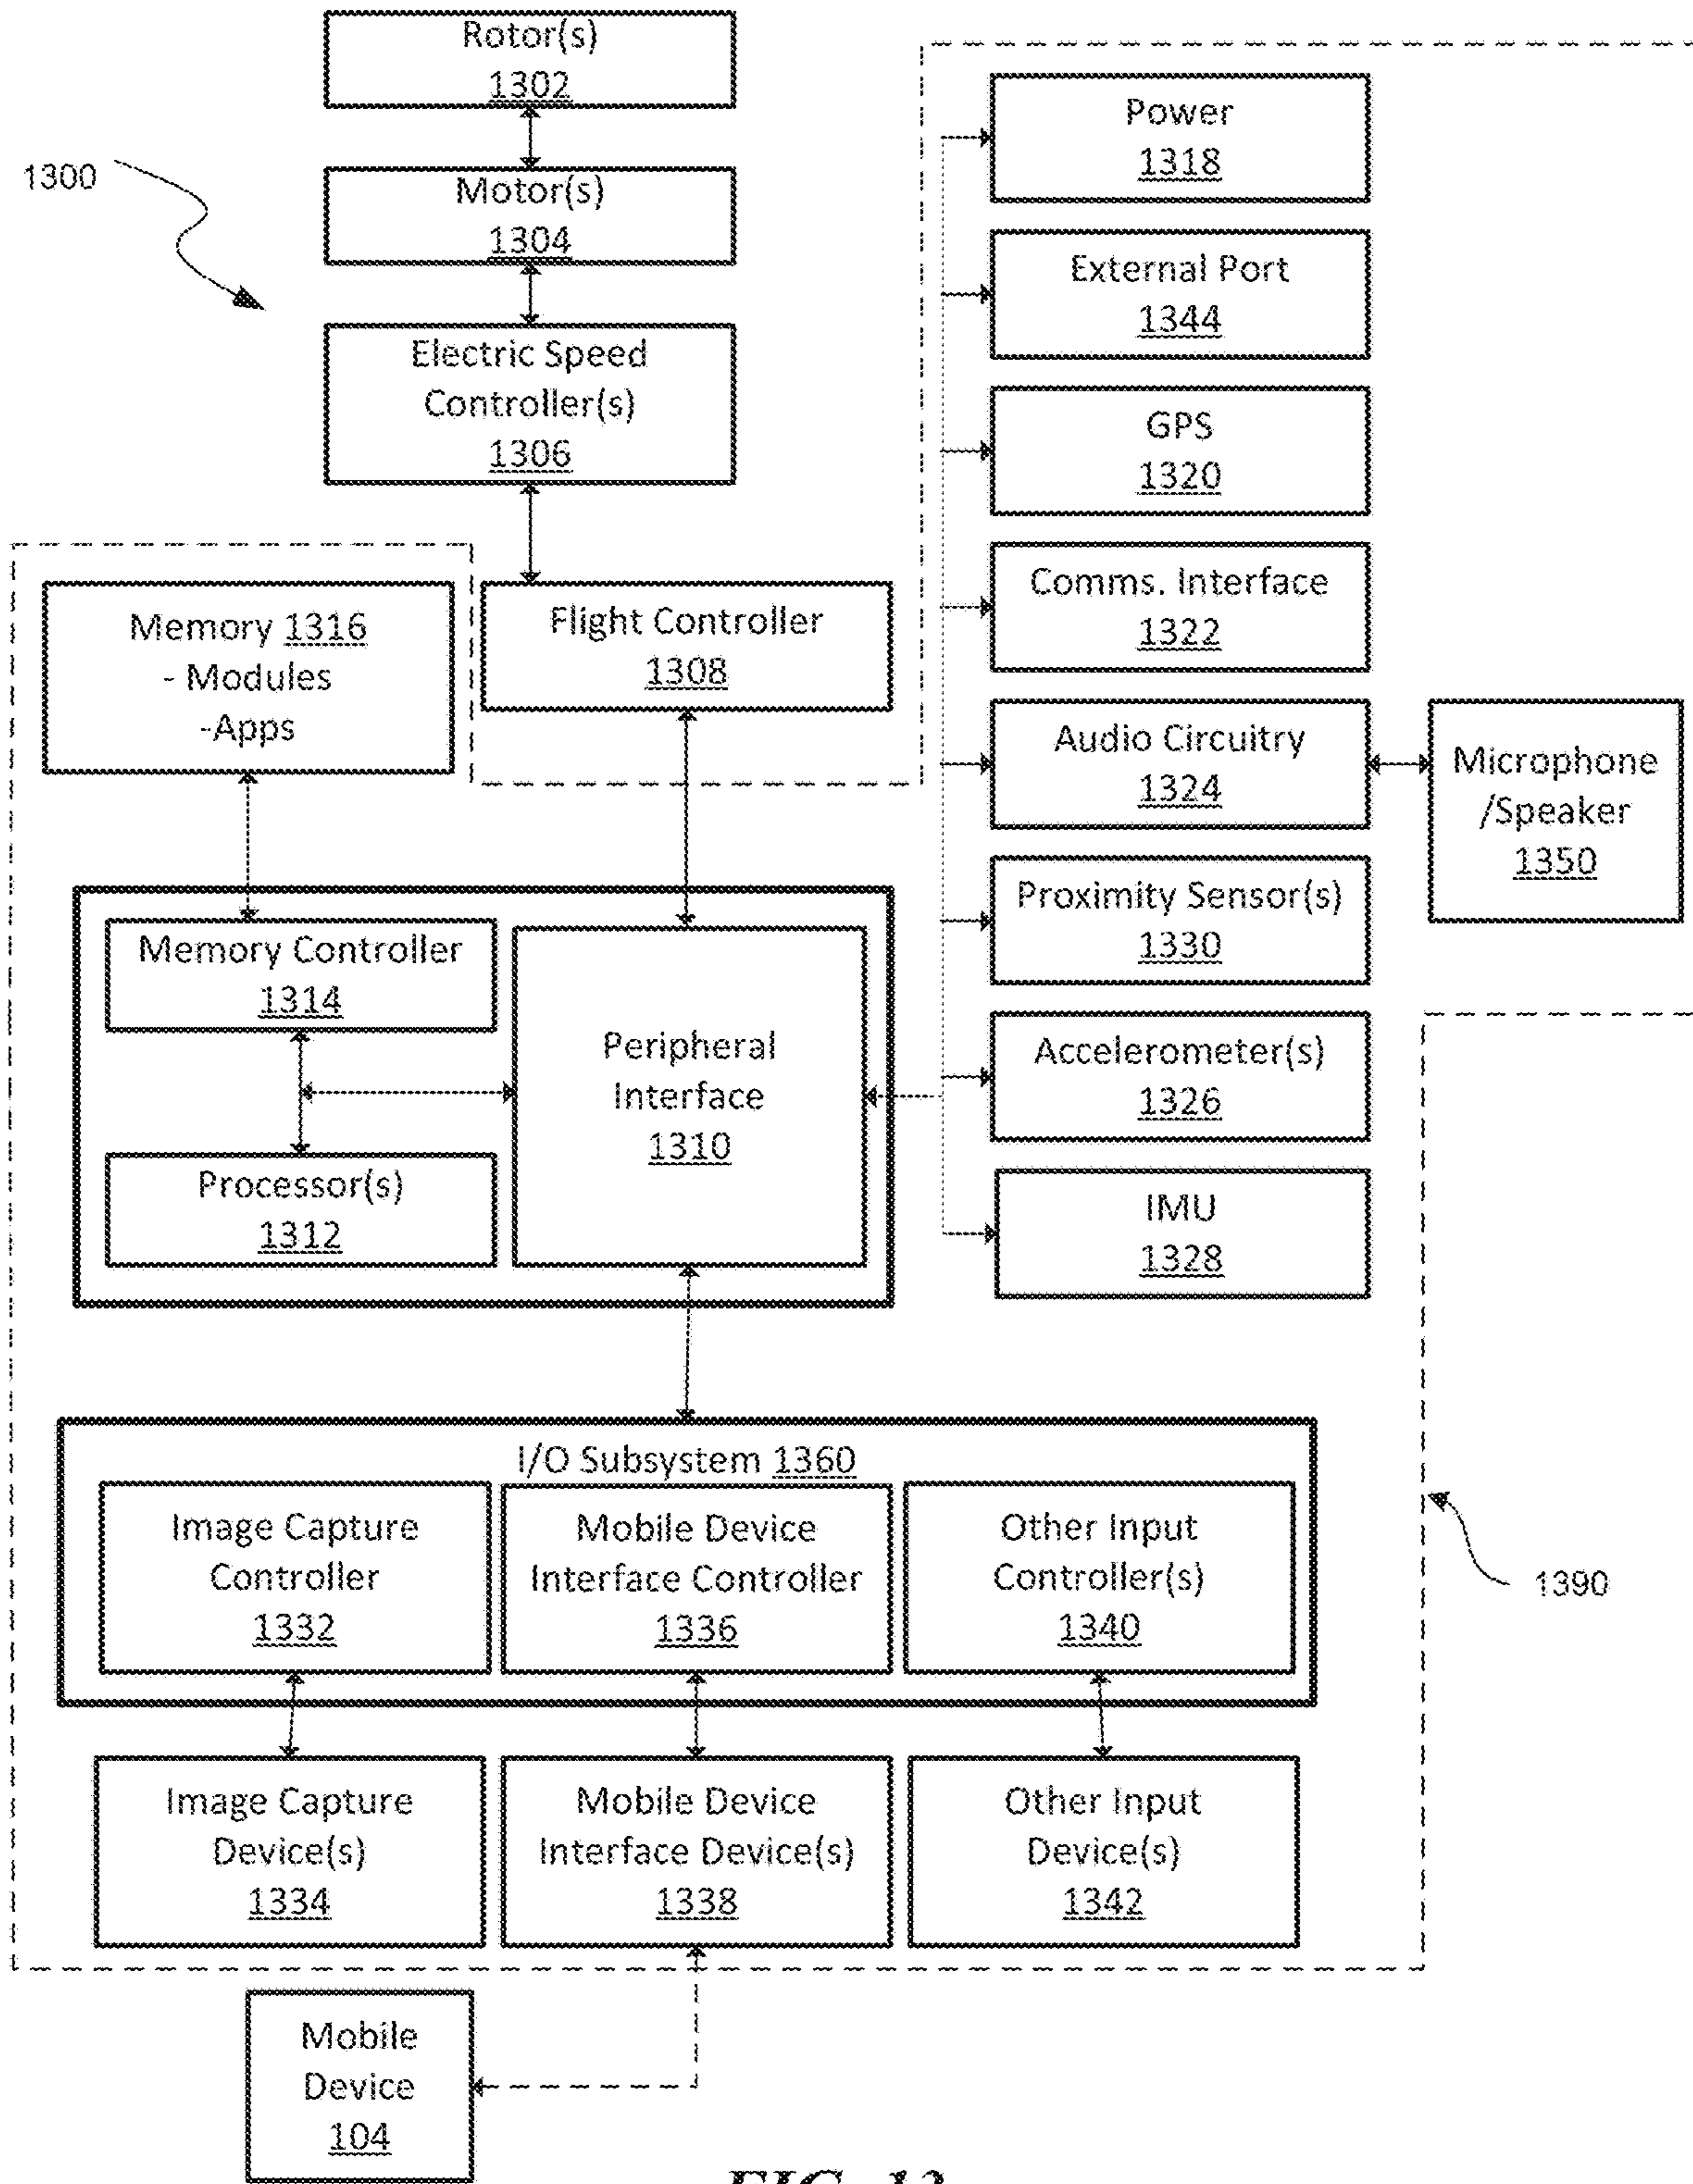 Rotor(s)
1302
1300
Motor(s)
1304
Electric Speed
Controller(s)
1306
Memory 1316
- Modules
-Apps
Flight Controller
1308
Power
1318
External Port
1344
GPS
1320
Comms. Interface
1322
Audio Circuitry
1324
Microphone
/Speaker
1350
Proximity Sensor(s)
1330
Accelerometer(s)
1326
IMU
1328
Memory Controller
1314
Processor(s)
1312
Peripheral
Interface
1310
I/O Subsystem 1360
Image Capture
Controller
1332
Mobile Device
Interface Controller
1336
Other Input
Controller(s)
1340
1390
Image Capture
Device(s)
1334
Mobile Device
Interface Device(s)
1338
Other Input
Device(s)
1342
Mobile
Device
104
FIG. 13